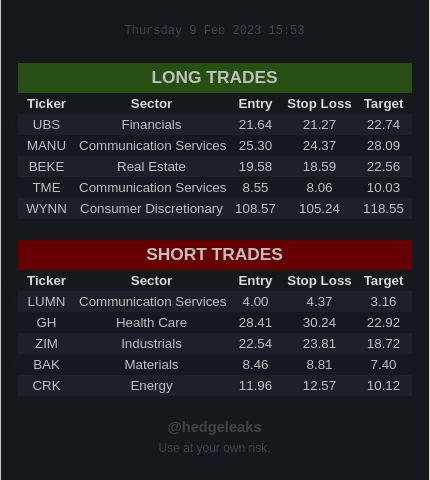 Thursday 9 Feb 2023 15:53
LONG TRADES
Ticker Sector Entry Stop Loss Target
UBS Financials 21.64 21.27 22.74
MANU Communication Services 25.30 24.37 28.09
BEKE Real Estate 19.58 18.59 22.56
TME Communication Services 8.55 8.06 10.03
WYNN Consumer Discretionary 108.57 105.24 118.55
SHORT TRADES
Ticker Sector Entry Stop Loss Target
LUMN Communication Services 4.00 4.37 3.16
GH Health Care 28.41 30.24 22.92
ZIM Industrials 22.54 23.81 18.72
BAK Materials 8.46 8.81 7.40
CRK Energy 11.96 12.57 10.12
@hedgeleaks
Use at your own risk.